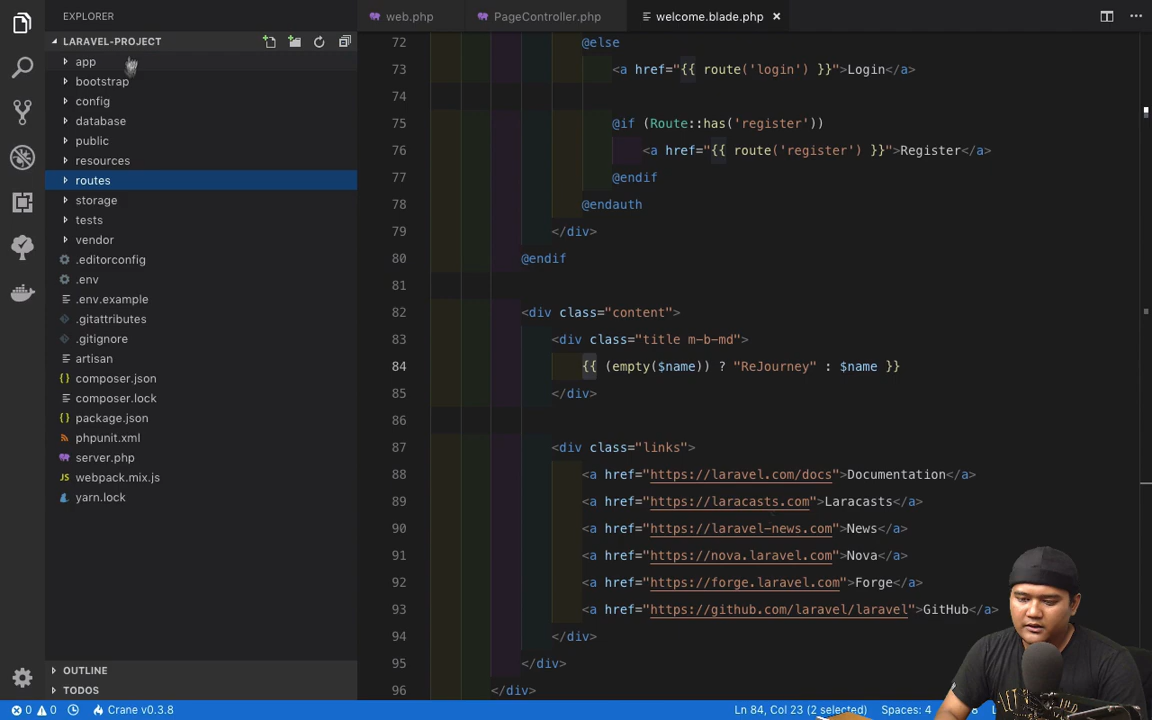 EXPLORER
LARAVEL-PROJECT
app
bootstrap
config
database
public
resources
routes
storage
tests
vendor
.editorconfig
.env
.env.example
.gitattributes
.gitignore
artisan
composer.json
composer.lock
package.json
phpunit.xml
server.php
webpack.mix.js
yarn.lock
OUTLINE
TODOS
web.php PageController.php welcome.blade.php
72 @else
73 <a href="{{ route('login') }}">Login</a>
74
75 @if (Route::has('register'))
76 <a href="{{ route('register') }}">Register</a>
77 @endif
78 @endauth
79 </div>
80 @endif
81
82 <div class="content">
83 <div class="title m-b-md">
84 {{ (empty($name)) ? "ReJourney" : $name }}
85 </div>
86
87 <div class="links">
88 <a href="https://laravel.com/docs">Documentation</a>
89 <a href="https://laracasts.com">Laracasts</a>
90 <a href="https://laravel-news.com">News</a>
91 <a href="https://nova.laravel.com">Nova</a>
92 <a href="https://forge.laravel.com">Forge</a>
93 <a href="https://github.com/laravel/laravel">GitHub</a>
94 </div>
95 </div>
96 </div>
0 0 Crane v0.3.8 Ln 84, Col 23 (2 selected) Spaces: 4